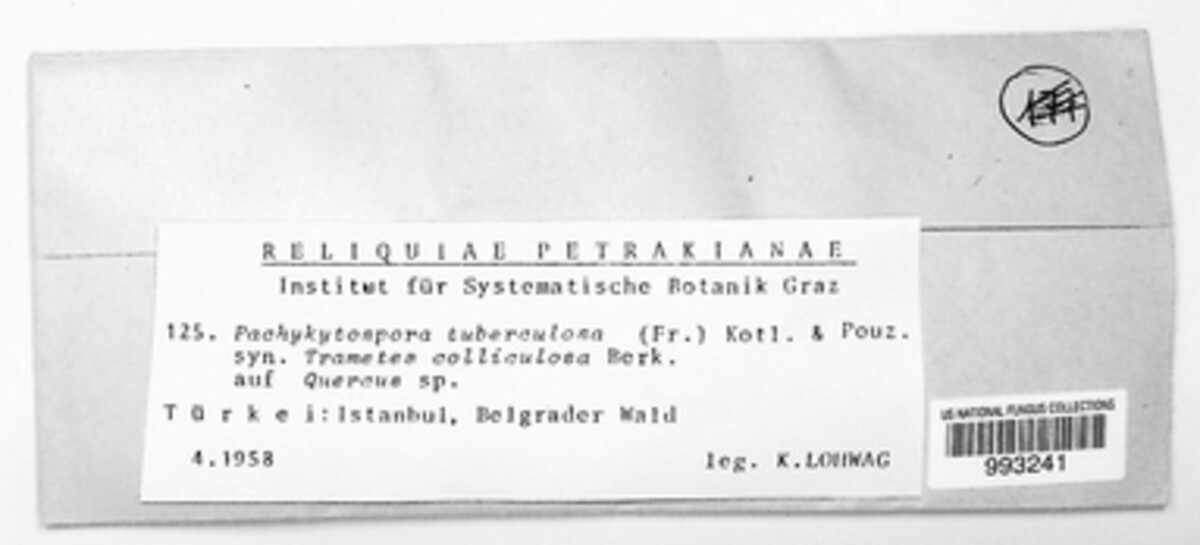 RELIQUIAE PETRAKIANAE
Institut für Systematische Botanik Graz
125. Pachykytospora tuberculosa (Fr.) Kotl. & Pouz.
syn. Trametes colliculosa Berk.
auf Quercus sp.
Türkei: Istanbul, Belgrader Wald
4.1958 leg. K.LOHWAG
US NATIONAL FUNGUS COLLECTIONS
993241